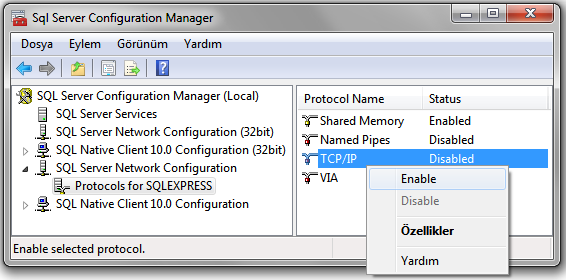 Sql Server Configuration Manager
Dosya Eylem Görünüm Yardım
SQL Server Configuration Manager (Local)
SQL Server Services
SQL Server Network Configuration (32bit)
SQL Native Client 10.0 Configuration (32bit)
SQL Server Network Configuration
Protocols for SQLEXPRESS
SQL Native Client 10.0 Configuration
Protocol Name Status
Shared Memory Enabled
Named Pipes Disabled
TCP/IP Disabled
VIA
Enable
Disable
Özellikler
Yardım
Enable selected protocol.